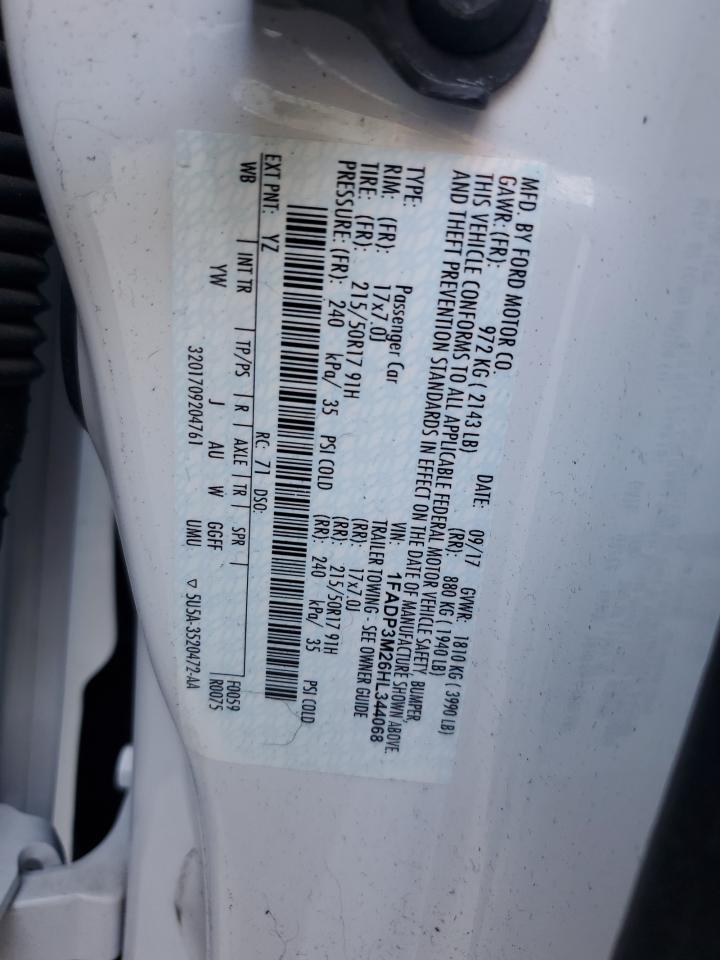 MFD. BY FORD MOTOR CO.
DATE: 09/17 GVWR: 1810 KG ( 3990 LB)
GAWR: (FR): 972 KG ( 2143 LB) (RR): 880 KG ( 1940 LB)
THIS VEHICLE CONFORMS TO ALL APPLICABLE FEDERAL MOTOR VEHICLE SAFETY, BUMPER,
AND THEFT PREVENTION STANDARDS IN EFFECT ON THE DATE OF MANUFACTURE SHOWN ABOVE.
VIN: 1FADP3M26HL344068
TYPE: Passenger Car TRAILER TOWING - SEE OWNER GUIDE
RIM: (FR): 17x7.0J (RR): 17x7.0J
TIRE: (FR): 215/50R17 91H (RR): 215/50R17 91H
PRESSURE: (FR): 240 kPa/ 35 PSI COLD (RR): 240 kPa/ 35 PSI COLD
EXT PNT: YZ RC: 71 DSO: F0059
R0075
WB | INT TR | TP/PS | R | AXLE | TR | SPR |
YW J AU W GGFF
3201709204761 UMU ▽ 5U5A-3520472-AA